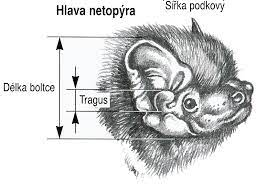 Hlava netopýra
Šířka podkovy
Délka boltce
Tragus